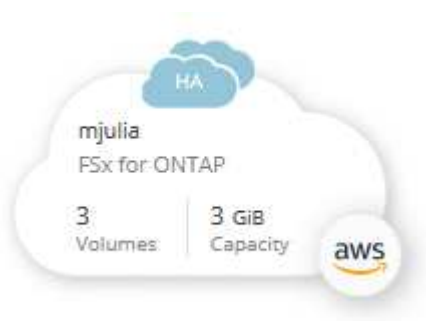 HA
mjulia
FSx for ONTAP
3 3 GiB
Volumes Capacity
aws